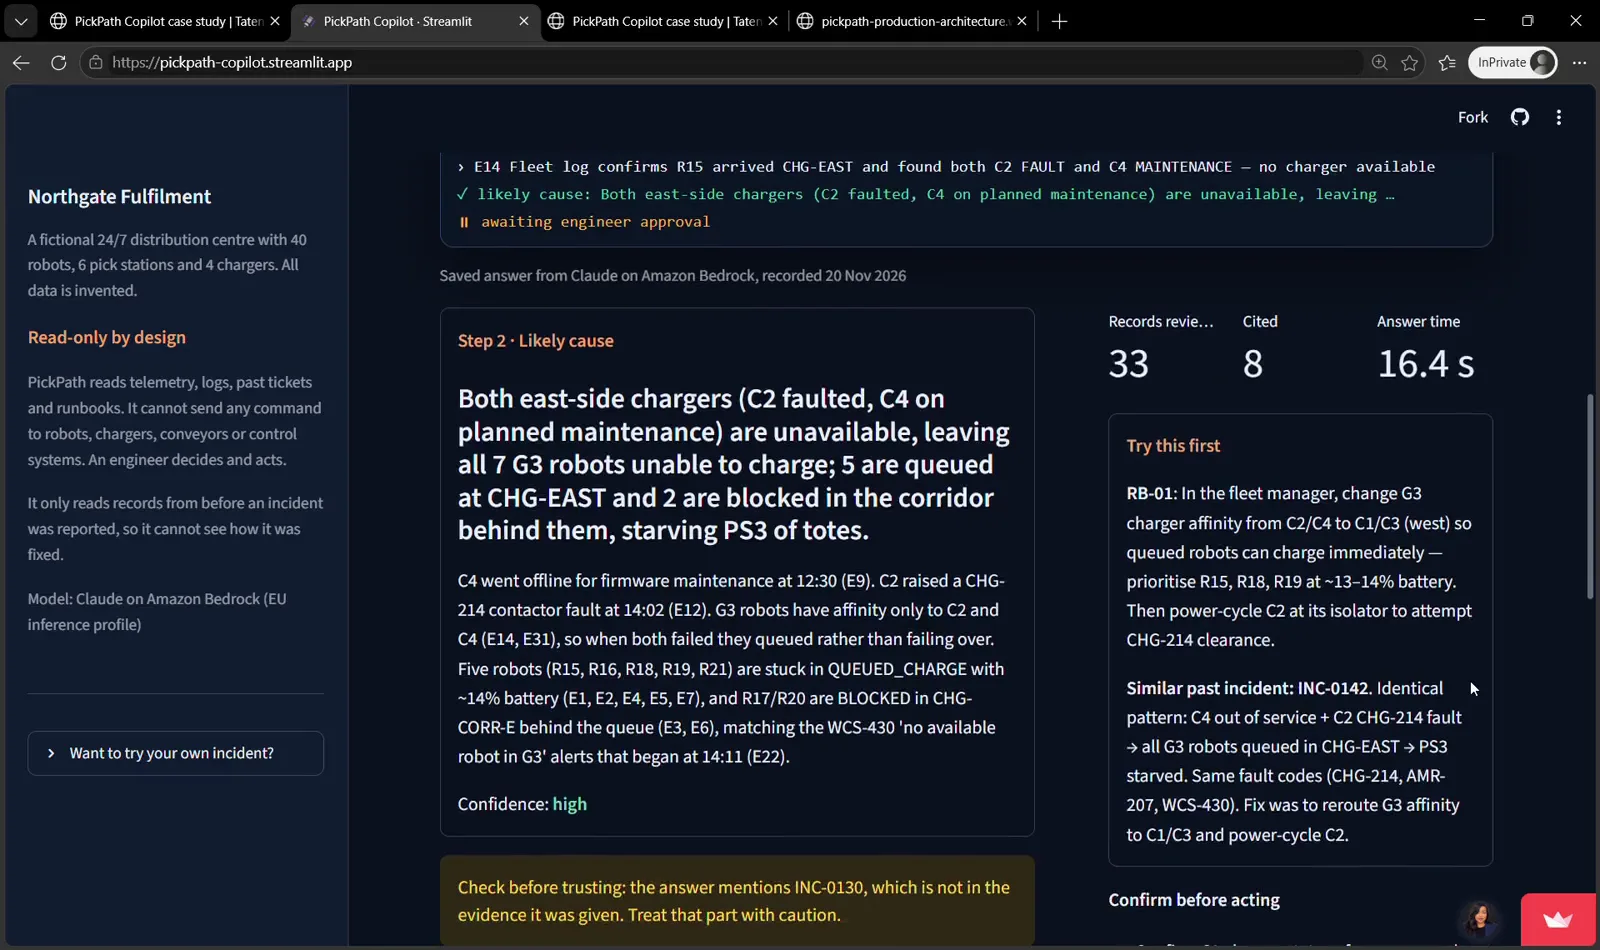 PickPath Copilot case study | Taten
PickPath Copilot · Streamlit
PickPath Copilot case study | Taten
pickpath-production-architecture.v
https://pickpath-copilot.streamlit.app
InPrivate
Fork
Northgate Fulfilment
A fictional 24/7 distribution centre with 40
robots, 6 pick stations and 4 chargers. All
data is invented.
Read-only by design
PickPath reads telemetry, logs, past tickets
and runbooks. It cannot send any command
to robots, chargers, conveyors or control
systems. An engineer decides and acts.
It only reads records from before an incident
was reported, so it cannot see how it was
fixed.
Model: Claude on Amazon Bedrock (EU
inference profile)
Want to try your own incident?
› E14 Fleet log confirms R15 arrived CHG-EAST and found both C2 FAULT and C4 MAINTENANCE — no charger available
✓ likely cause: Both east-side chargers (C2 faulted, C4 on planned maintenance) are unavailable, leaving …
⏸ awaiting engineer approval
Saved answer from Claude on Amazon Bedrock, recorded 20 Nov 2026
Step 2 · Likely cause
Both east-side chargers (C2 faulted, C4 on
planned maintenance) are unavailable, leaving
all 7 G3 robots unable to charge; 5 are queued
at CHG-EAST and 2 are blocked in the corridor
behind them, starving PS3 of totes.
C4 went offline for firmware maintenance at 12:30 (E9). C2 raised a CHG-
214 contactor fault at 14:02 (E12). G3 robots have affinity only to C2 and
C4 (E14, E31), so when both failed they queued rather than failing over.
Five robots (R15, R16, R18, R19, R21) are stuck in QUEUED_CHARGE with
~14% battery (E1, E2, E4, E5, E7), and R17/R20 are BLOCKED in CHG-
CORR-E behind the queue (E3, E6), matching the WCS-430 'no available
robot in G3' alerts that began at 14:11 (E22).
Confidence: high
Check before trusting: the answer mentions INC-0130, which is not in the
evidence it was given. Treat that part with caution.
Records revie…
33
Cited
8
Answer time
16.4 s
Try this first
RB-01: In the fleet manager, change G3
charger affinity from C2/C4 to C1/C3 (west) so
queued robots can charge immediately —
prioritise R15, R18, R19 at ~13–14% battery.
Then power-cycle C2 at its isolator to attempt
CHG-214 clearance.
Similar past incident: INC-0142. Identical
pattern: C4 out of service + C2 CHG-214 fault
→ all G3 robots queued in CHG-EAST → PS3
starved. Same fault codes (CHG-214, AMR-
207, WCS-430). Fix was to reroute G3 affinity
to C1/C3 and power-cycle C2.
Confirm before acting